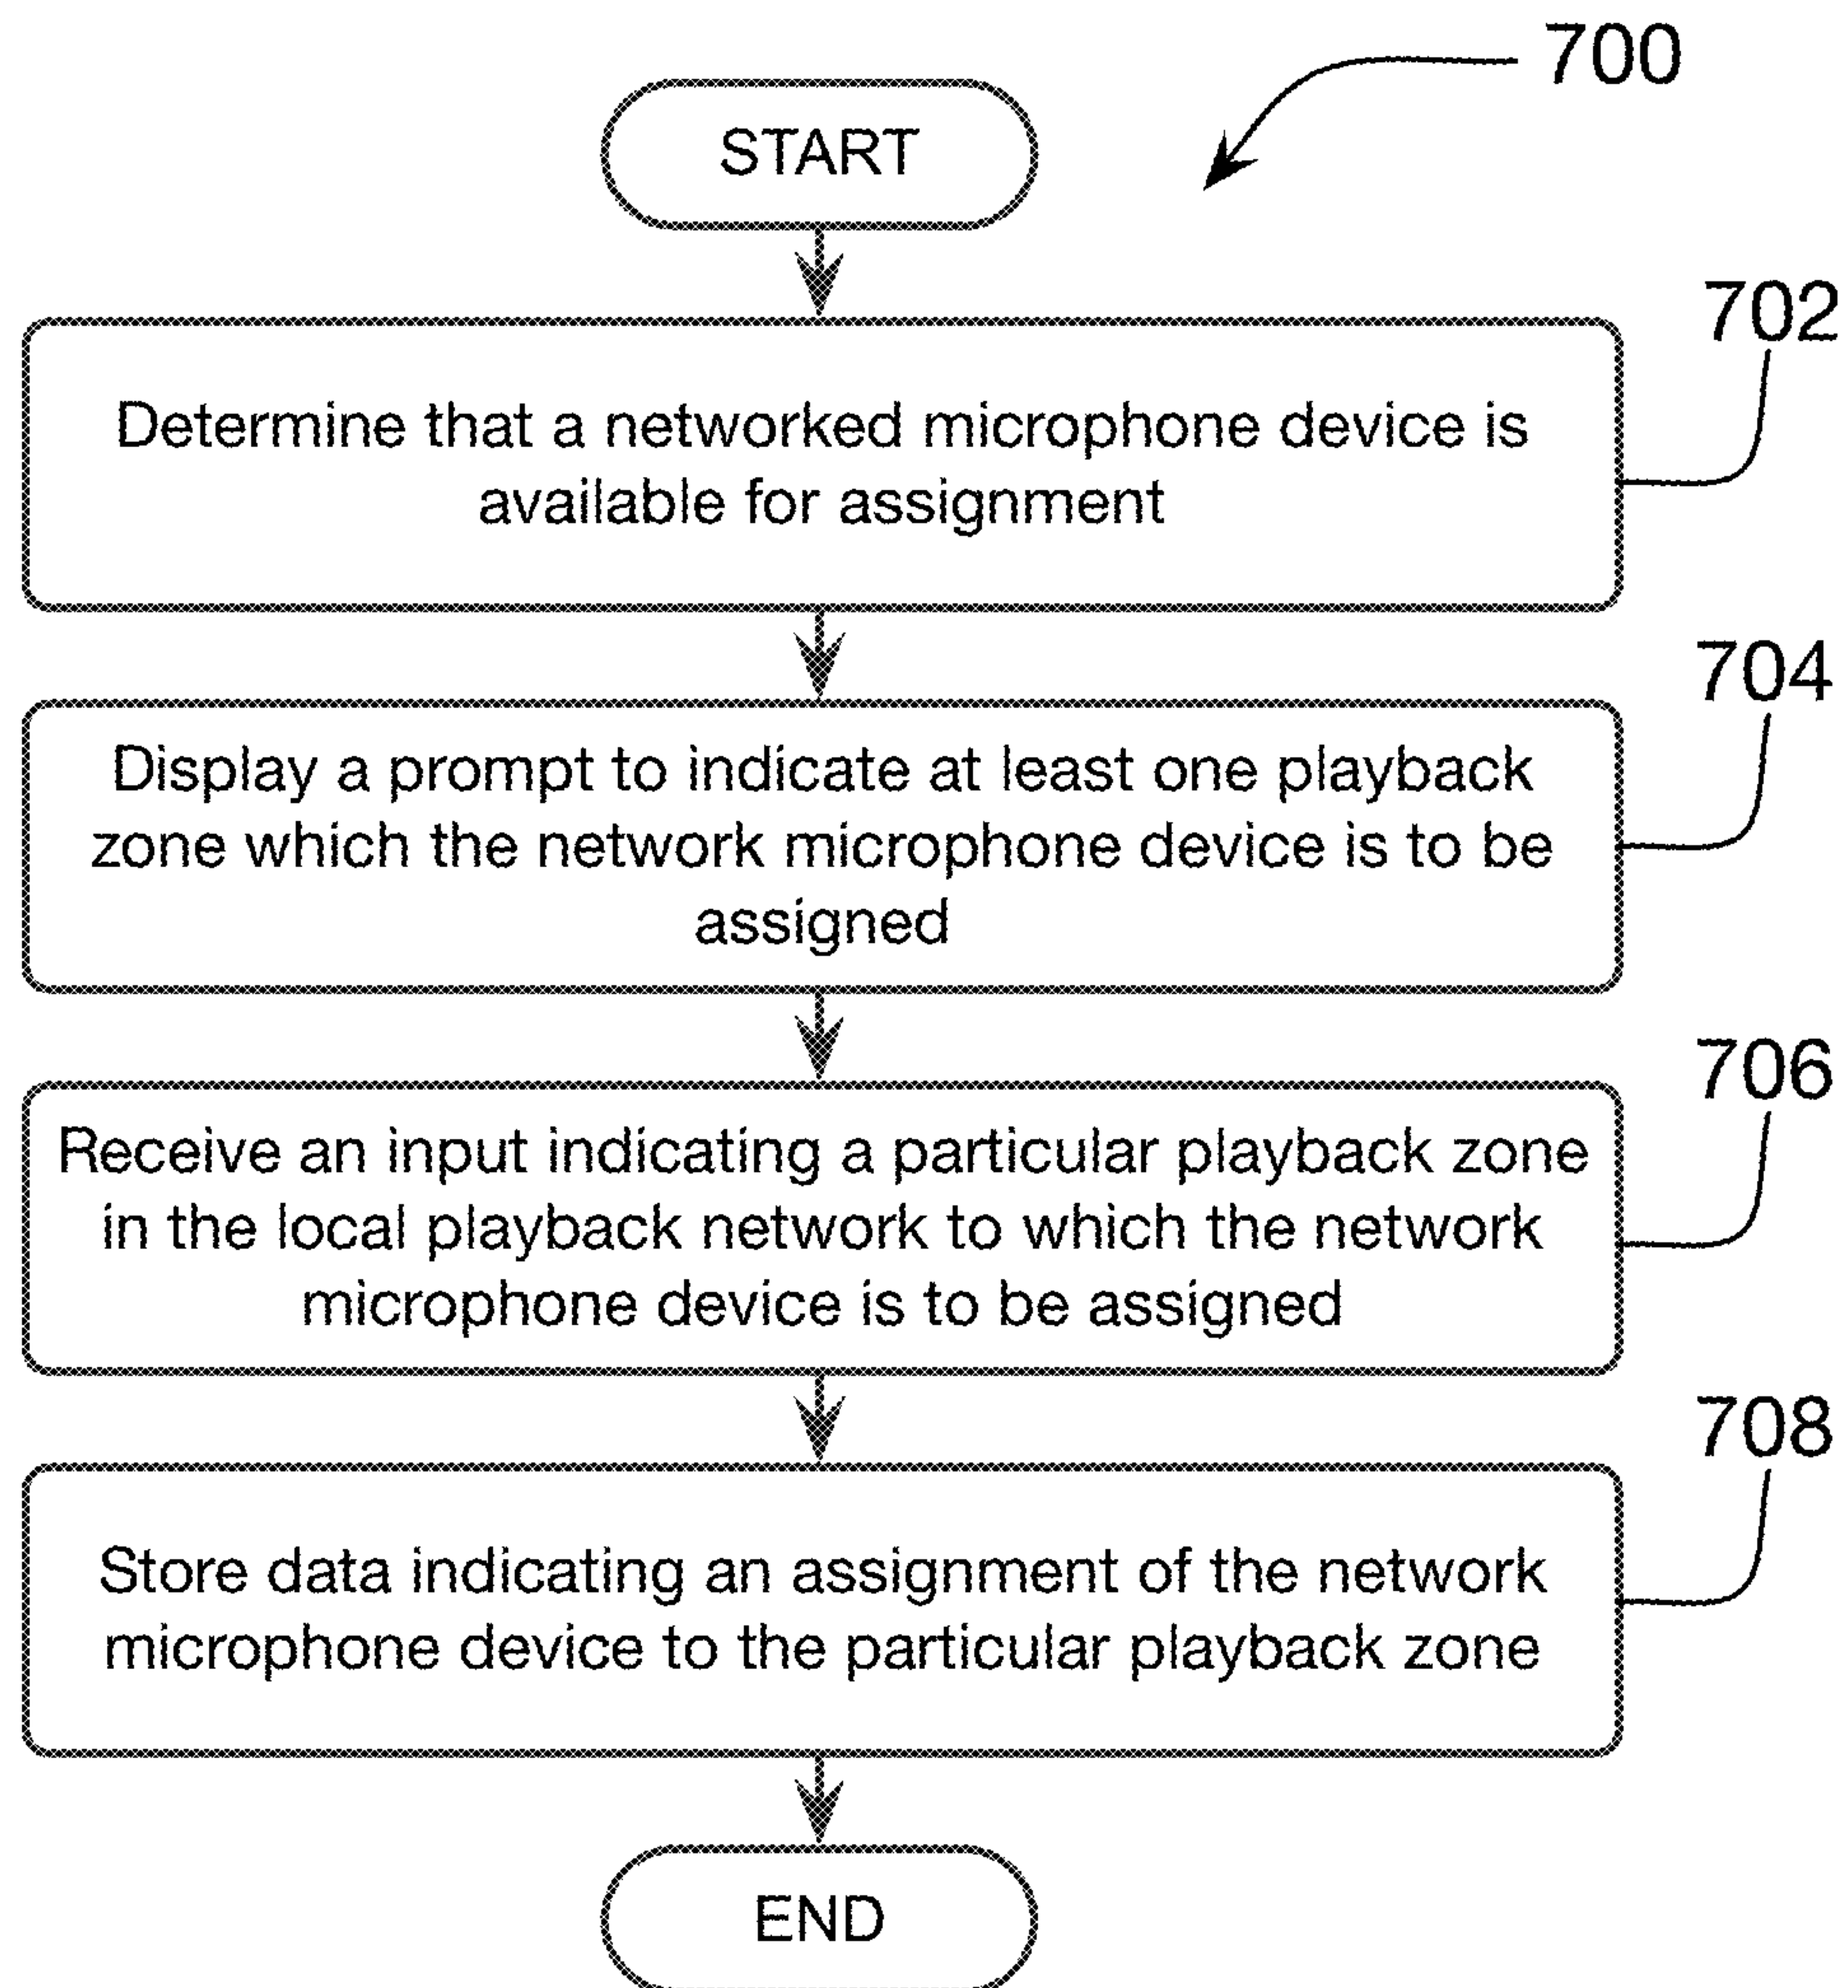 700
START
702
Determine that a networked microphone device is
available for assignment
704
Display a prompt to indicate at least one playback
zone which the network microphone device is to be
assigned
706
Receive an input indicating a particular playback zone
in the local playback network to which the network
microphone device is to be assigned
708
Store data indicating an assignment of the network
microphone device to the particular playback zone
END